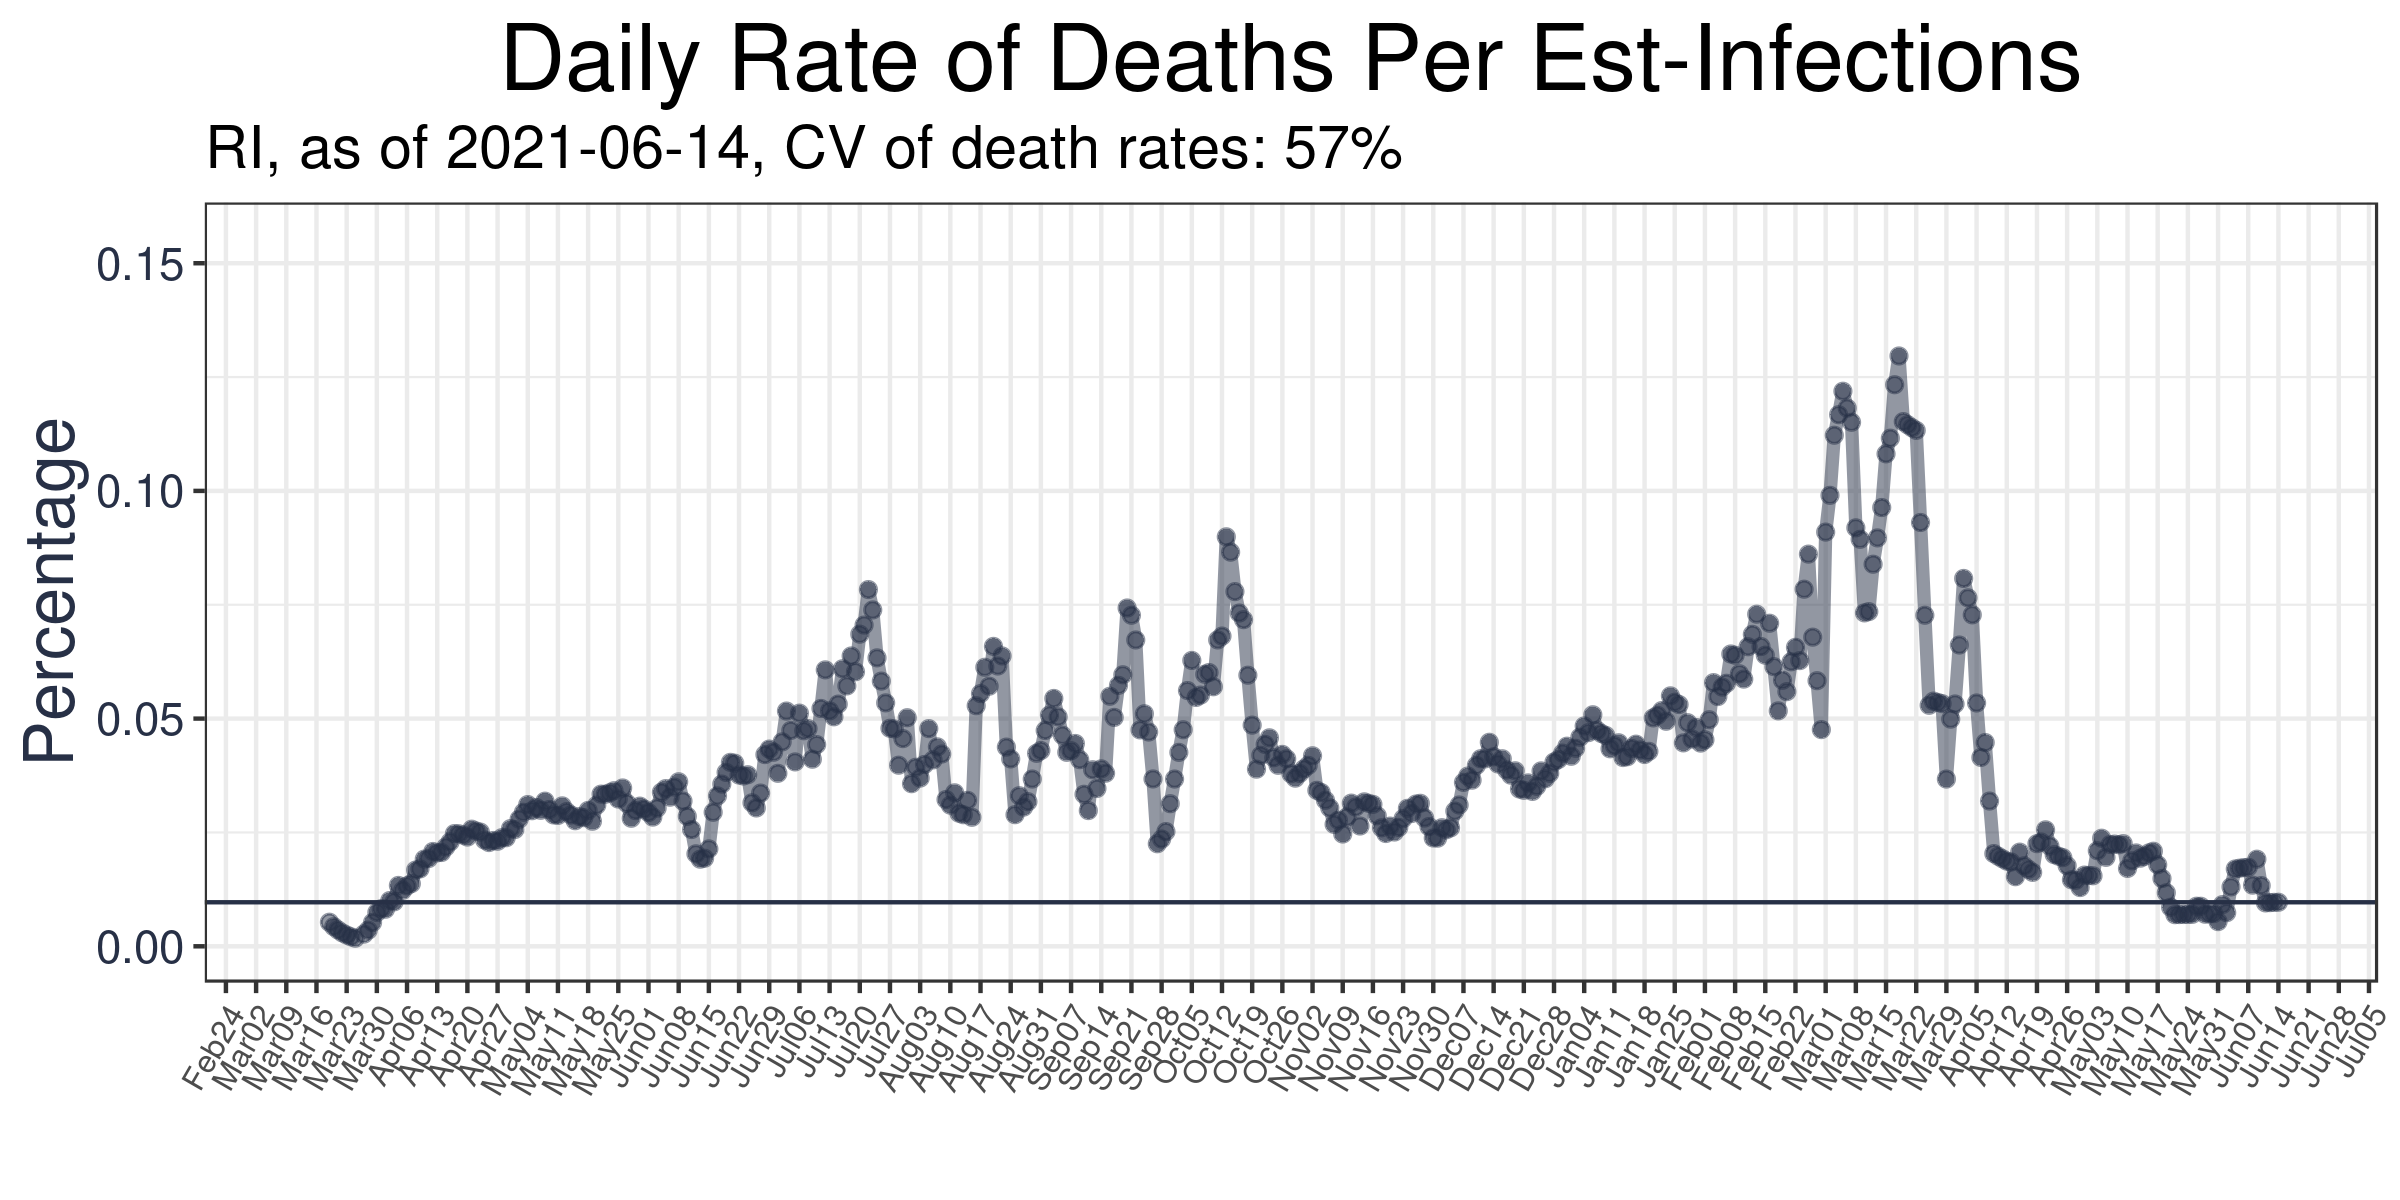 Daily Rate of Deaths Per Est-Infections
RI, as of 2021-06-14, CV of death rates: 57%
Percentage
0.15
0.10
0.05
0.00
Feb24
Mar02
Mar09
Mar16
Mar23
Mar30
Apr06
Apr13
Apr20
Apr27
May04
May11
May18
May25
Jun01
Jun08
Jun15
Jun22
Jun29
Jul06
Jul13
Jul20
Jul27
Aug03
Aug10
Aug17
Aug24
Aug31
Sep07
Sep14
Sep21
Sep28
Oct05
Oct12
Oct19
Oct26
Nov02
Nov09
Nov16
Nov23
Nov30
Dec07
Dec14
Dec21
Dec28
Jan04
Jan11
Jan18
Jan25
Feb01
Feb08
Feb15
Feb22
Mar01
Mar08
Mar15
Mar22
Mar29
Apr05
Apr12
Apr19
Apr26
May03
May10
May17
May24
May31
Jun07
Jun14
Jun21
Jun28
Jul05